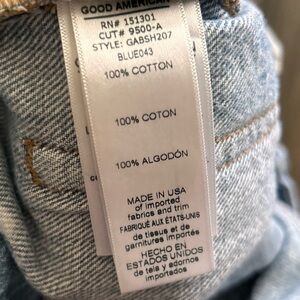 GOOD AMERICAN
RN# 151301
CUT# 9500-A
STYLE: GABSH207
BLUE043
100% COTTON
100% COTON
100% ALGODÓN
MADE IN USA
of imported
fabrics and trim
FABRIQUÉ AUX ÉTATS-UNIS
de tissus et de
garnitures importés
HECHO EN
ESTADOS UNIDOS
de tela y adornos
importados